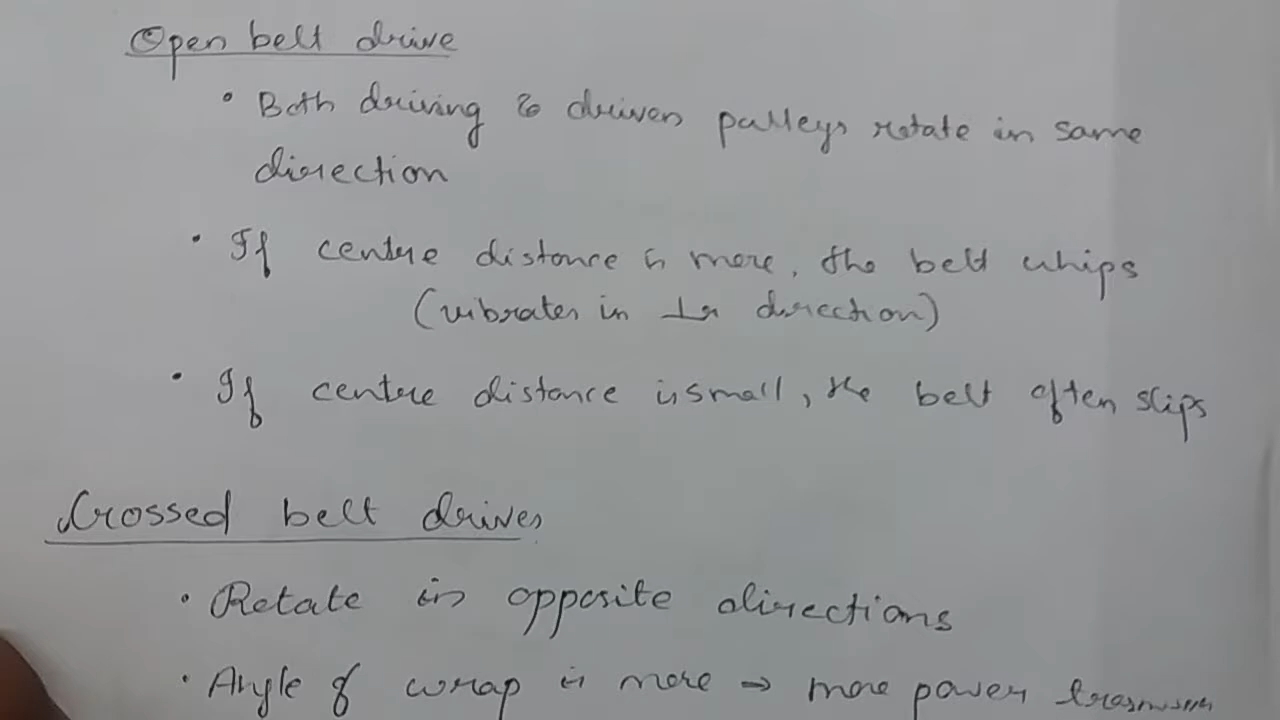 Open belt drive
• Both driving & driven pulleys rotate in same
direction
• If centre distance is more, the belt whips
(vibrates in ⊥r direction)
• If centre distance is small, the belt often slips
Crossed belt drives
• Rotate in opposite directions
• Angle of wrap is more → more power